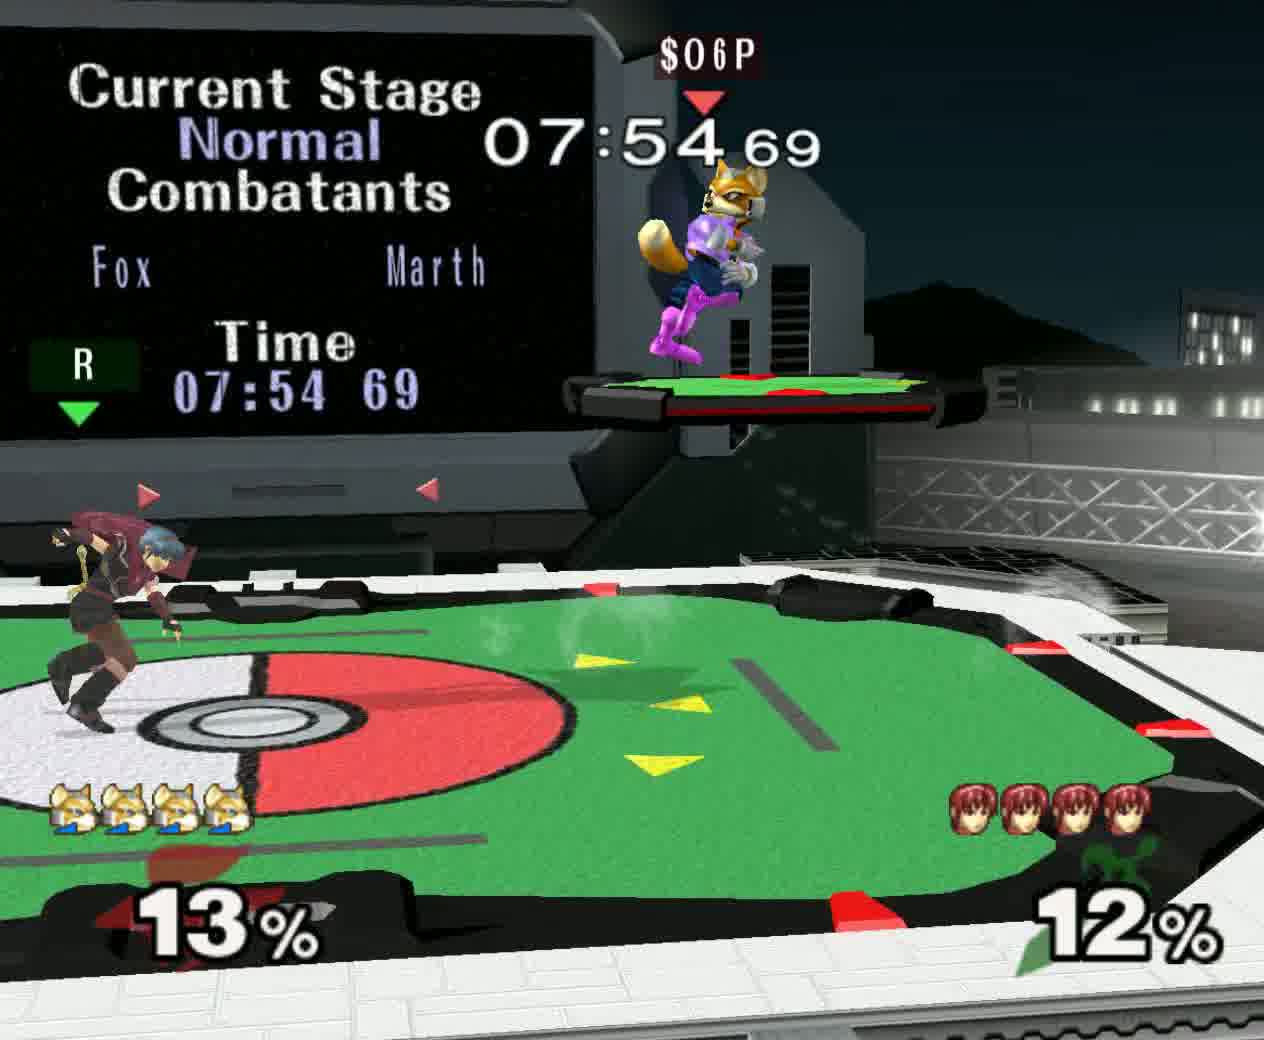 $06P
Current Stage
Normal
07:54 69
Combatants
Fox Marth
Time
R
07:54 69
13%
12%